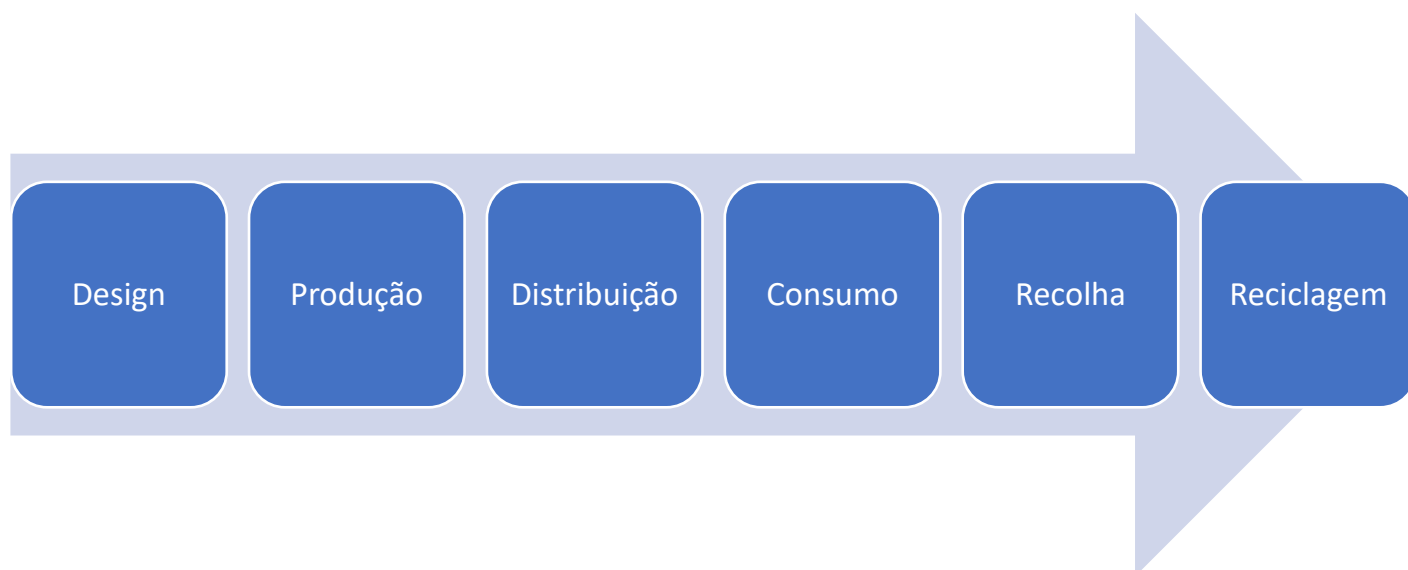 Design
Produção
Distribuição
Consumo
Recolha
Reciclagem